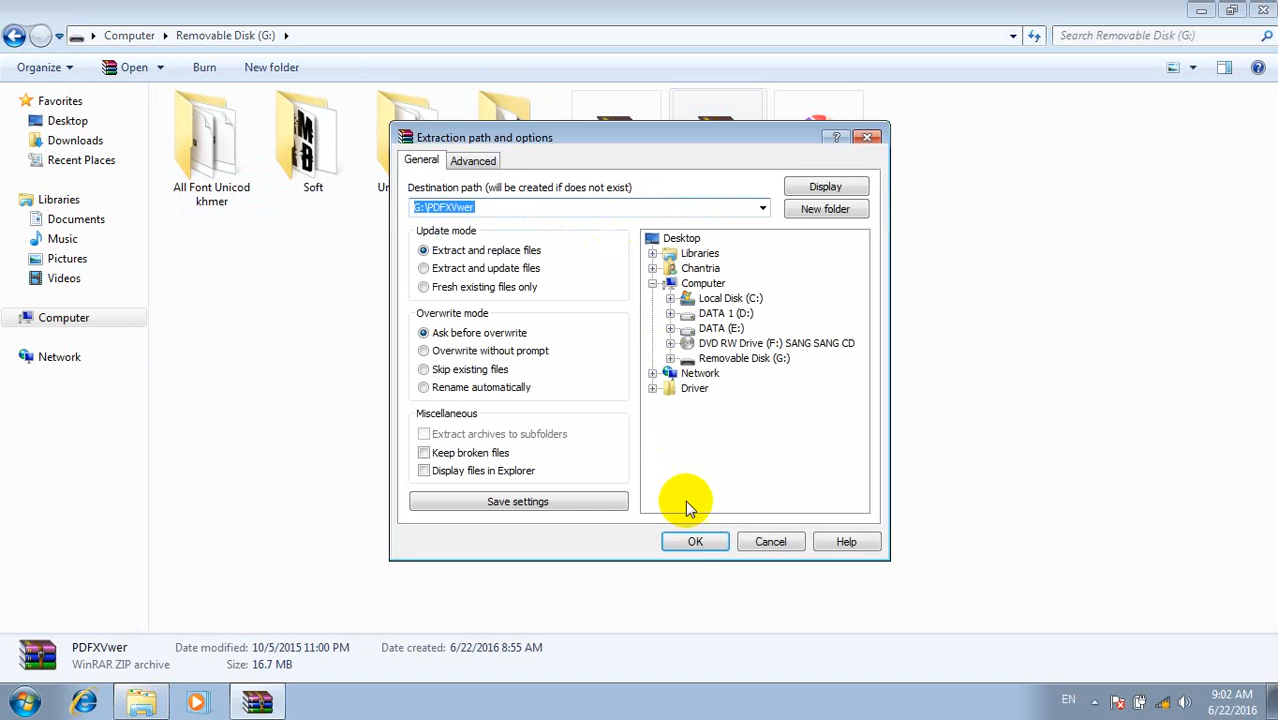 Computer Removable Disk (G:) Search Removable Disk (G:)
Organize Open Burn New folder
Favorites
Desktop
Downloads
Recent Places
Libraries
Documents
Music
Pictures
Videos
Computer
Network
All Font Unicod
khmer
Soft
Extraction path and options
General Advanced
Destination path (will be created if does not exist)
G:\PDFXVwer
Display
New folder
Update mode
Extract and replace files
Extract and update files
Fresh existing files only
Overwrite mode
Ask before overwrite
Overwrite without prompt
Skip existing files
Rename automatically
Miscellaneous
Extract archives to subfolders
Keep broken files
Display files in Explorer
Save settings
Desktop
Libraries
Chantria
Computer
Local Disk (C:)
DATA 1 (D:)
DATA (E:)
DVD RW Drive (F:) SANG SANG CD
Removable Disk (G:)
Network
Driver
OK Cancel Help
PDFXVwer Date modified: 10/5/2015 11:00 PM Date created: 6/22/2016 8:55 AM
WinRAR ZIP archive Size: 16.7 MB
EN
9:02 AM
6/22/2016